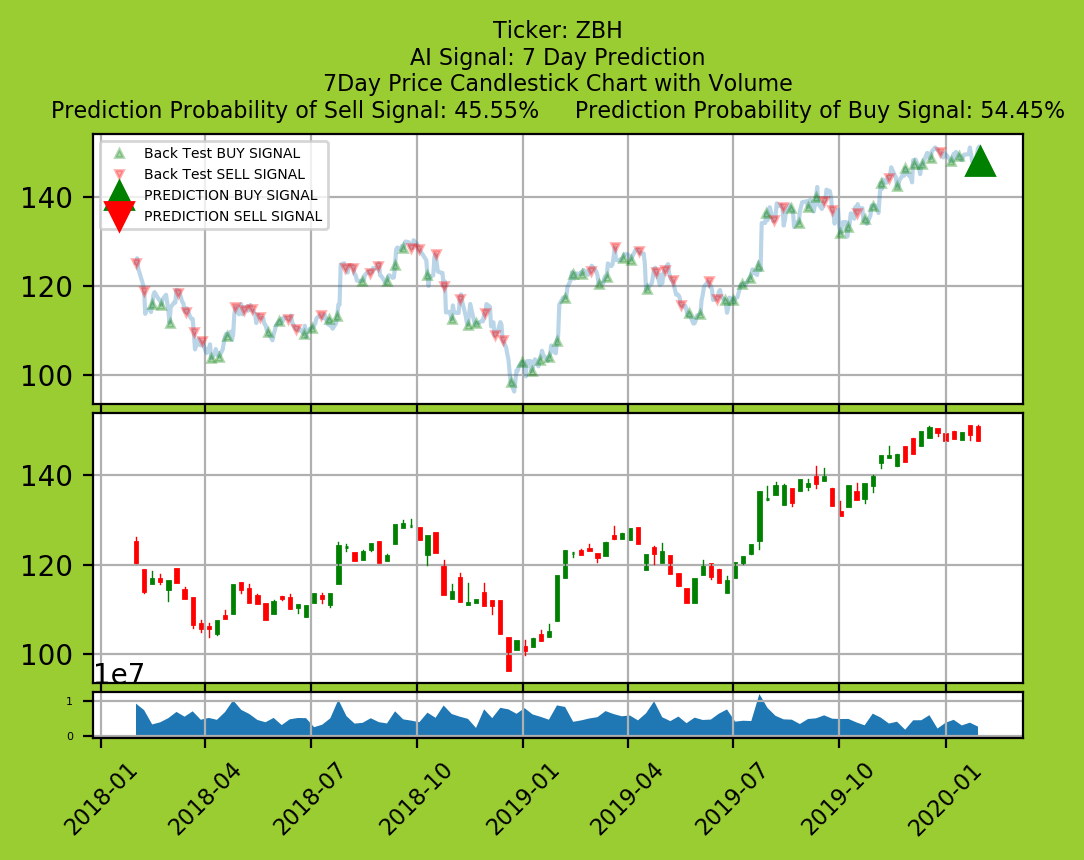 Ticker: ZBH
AI Signal: 7 Day Prediction
7Day Price Candlestick Chart with Volume
Prediction Probability of Sell Signal: 45.55% Prediction Probability of Buy Signal: 54.45%
Back Test BUY SIGNAL
Back Test SELL SIGNAL
PREDICTION BUY SIGNAL
PREDICTION SELL SIGNAL
140
120
100
140
120
100
1e7
1
0
2018-01 2018-04 2018-07 2018-10 2019-01 2019-04 2019-07 2019-10 2020-01